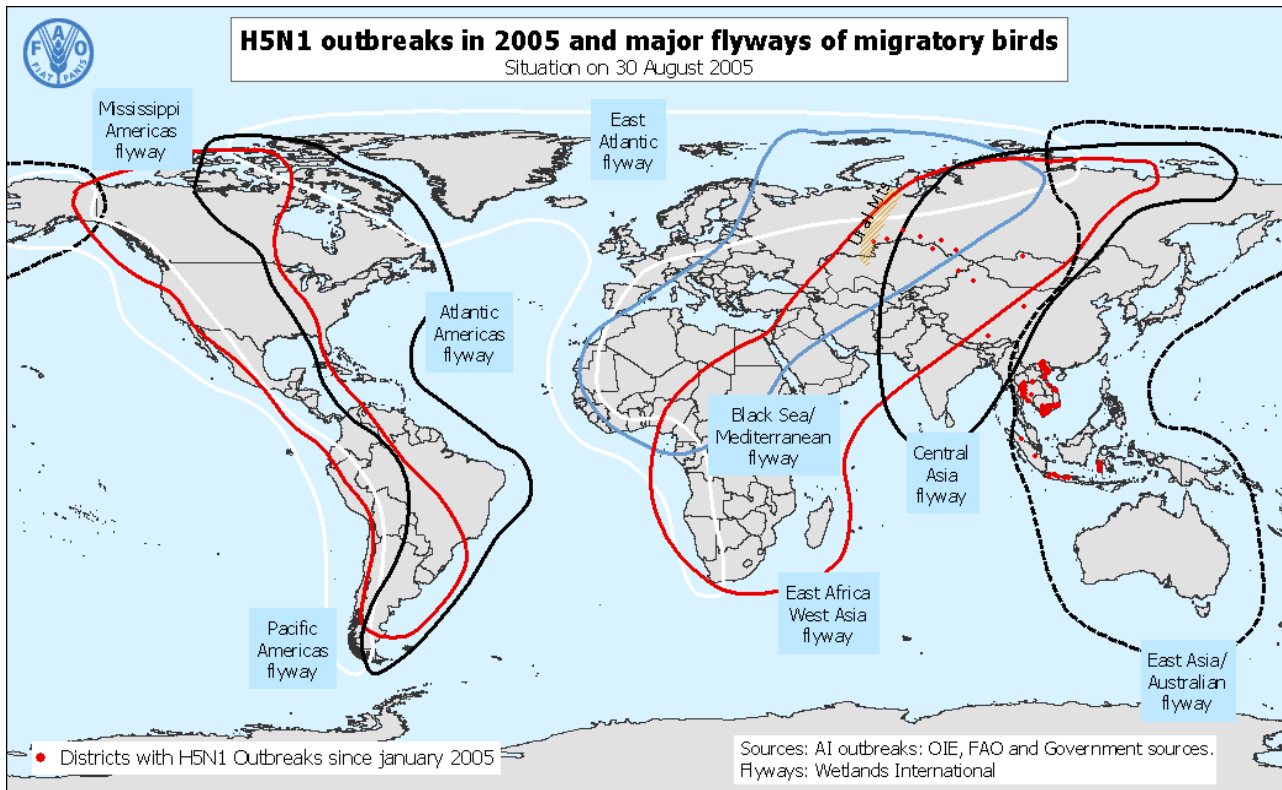 H5N1 outbreaks in 2005 and major flyways of migratory birds
Situation on 30 August 2005
F A O
FIAT PANIS
Mississippi
Americas
flyway
East
Atlantic
flyway
Ural Mts
Atlantic
Americas
flyway
Black Sea/
Mediterranean
flyway
Central
Asia
flyway
East Africa
West Asia
flyway
Pacific
Americas
flyway
East Asia/
Australian
flyway
Districts with H5N1 Outbreaks since january 2005
Sources: AI outbreaks: OIE, FAO and Government sources.
Flyways: Wetlands International